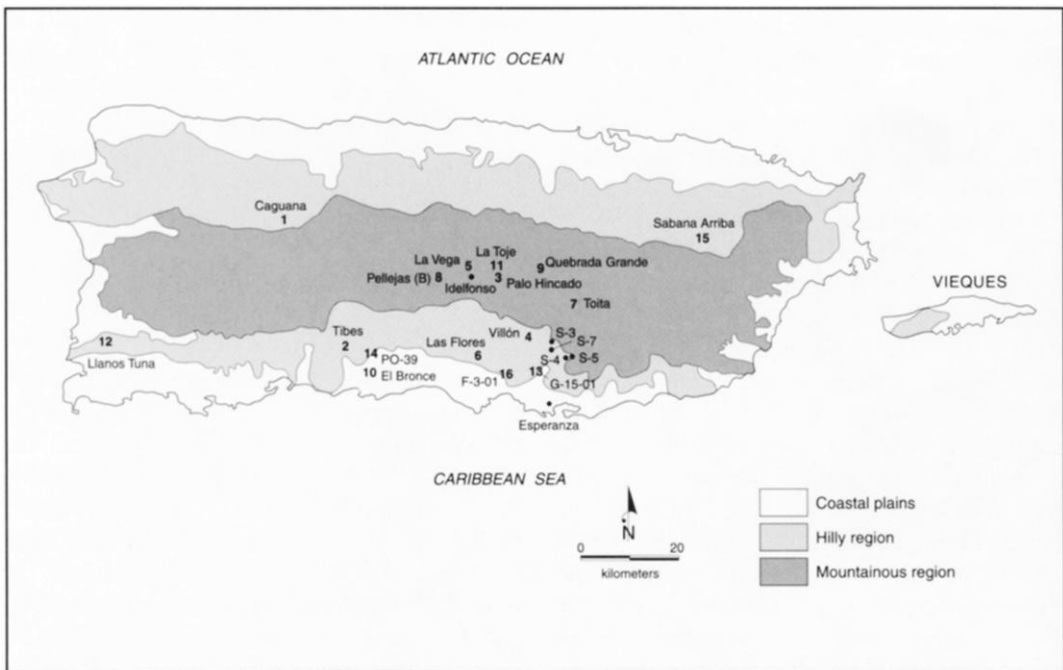 ATLANTIC OCEAN
Caguana
1
Sabana Arriba
15
La Toje
La Vega 5 11
9 Quebrada Grande
Pellejas (B) 8 3 Palo Hincado
Idelfonso
VIEQUES
7 Toita
12
Llanos Tuna
Tibes
2
14 PO-39
10 El Bronce
Las Flores
6
Villón 4
S-3
S-7
S-4
S-5
13
16
F-3-01
G-15-01
Esperanza
CARIBBEAN SEA
N
0 20
kilometers
Coastal plains
Hilly region
Mountainous region